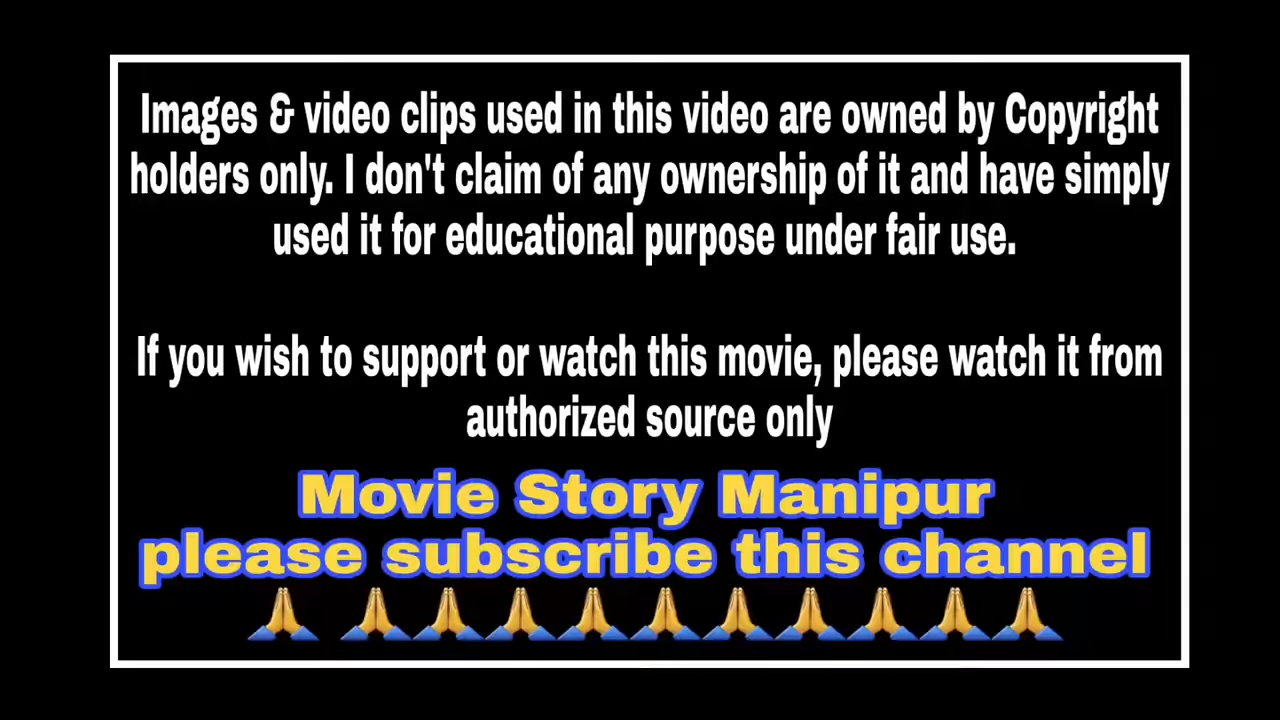 Images & video clips used in this video are owned by Copyright
holders only. I don't claim of any ownership of it and have simply
used it for educational purpose under fair use.
If you wish to support or watch this movie, please watch it from
authorized source only
Movie Story Manipur
please subscribe this channel
🙏 🙏🙏🙏🙏🙏🙏🙏🙏🙏🙏